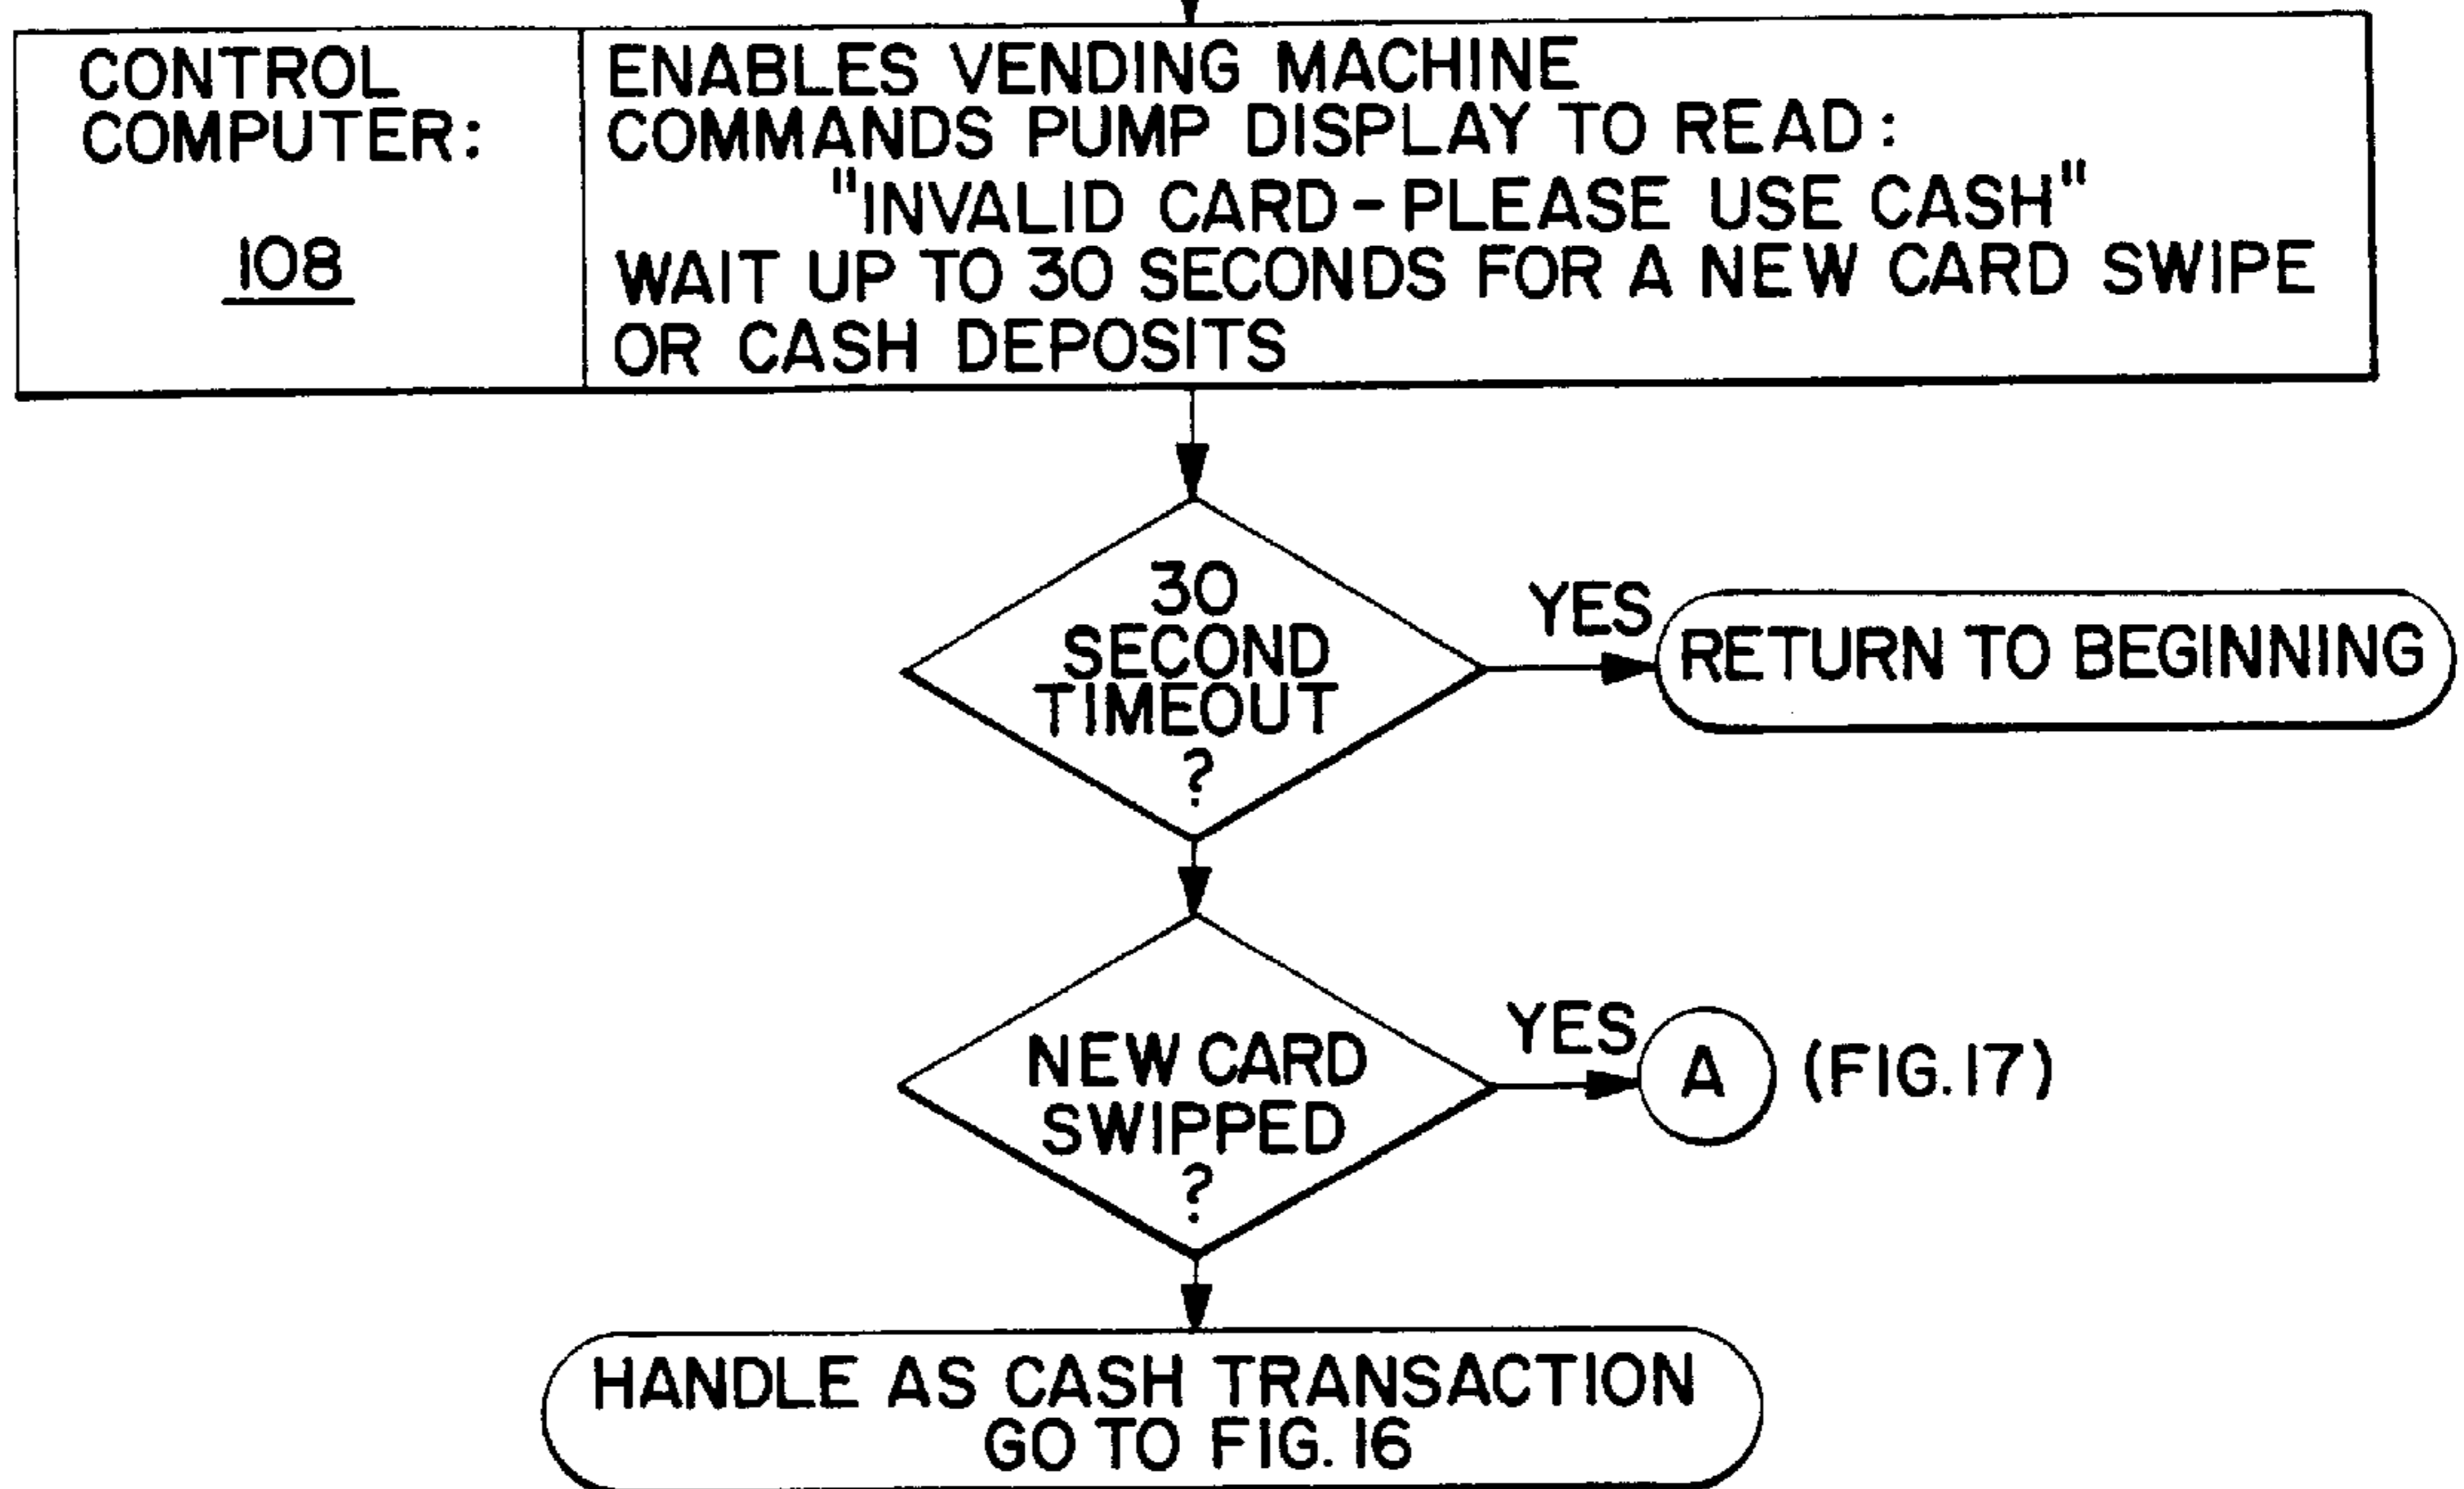 CONTROL
COMPUTER:
108
ENABLES VENDING MACHINE
COMMANDS PUMP DISPLAY TO READ:
"INVALID CARD-PLEASE USE CASH"
WAIT UP TO 30 SECONDS FOR A NEW CARD SWIPE
OR CASH DEPOSITS
30
SECOND
TIMEOUT
?
YES
RETURN TO BEGINNING
NEW CARD
SWIPPED
?
YES
A
(FIG.17)
HANDLE AS CASH TRANSACTION
GO TO FIG. 16